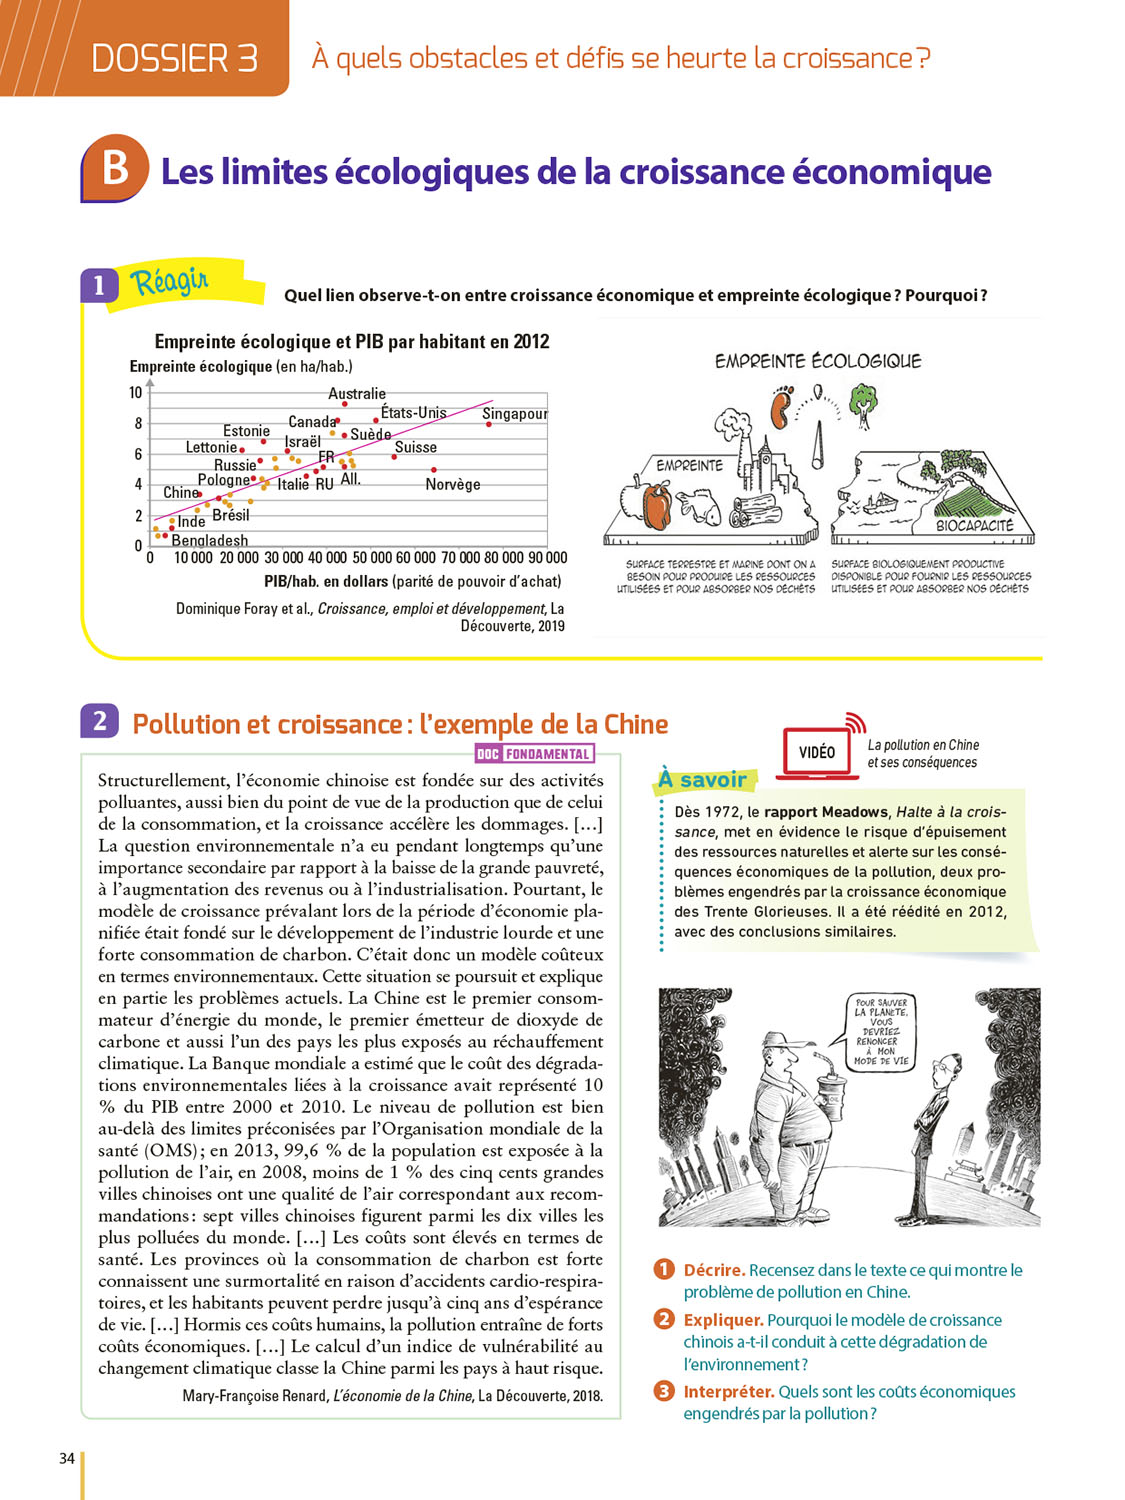 DOSSIER 3
À quels obstacles et défis se heurte la croissance ?
B
Les limites écologiques de la croissance économique
1
Réagir
Quel lien observe-t-on entre croissance économique et empreinte écologique ? Pourquoi ?
Empreinte écologique et PIB par habitant en 2012
Empreinte écologique (en ha/hab.)
10
8
6
4
2
0
Australie
États-Unis
Singapour
Canada
Estonie
Israël
Suède
Lettonie
Suisse
Russie
FR
Pologne
Italie
RU
All.
Norvège
Chine
Inde
Brésil
Bangladesh
0 10 000 20 000 30 000 40 000 50 000 60 000 70 000 80 000 90 000
PIB/hab. en dollars (parité de pouvoir d'achat)
Dominique Foray et al., Croissance, emploi et développement, La
Découverte, 2019
EMPREINTE ÉCOLOGIQUE
EMPREINTE
BIOCAPACITÉ
SURFACE TERRESTRE ET MARINE DONT ON A
BESOIN POUR PRODUIRE LES RESSOURCES
UTILISÉES ET POUR ABSORBER NOS DÉCHETS
SURFACE BIOLOGIQUEMENT PRODUCTIVE
DISPONIBLE POUR FOURNIR LES RESSOURCES
UTILISÉES ET POUR ABSORBER NOS DÉCHETS
2
Pollution et croissance : l'exemple de la Chine
DOC FONDAMENTAL
Structurellement, l'économie chinoise est fondée sur des activités
polluantes, aussi bien du point de vue de la production que de celui
de la consommation, et la croissance accélère les dommages. […]
La question environnementale n'a eu pendant longtemps qu'une
importance secondaire par rapport à la baisse de la grande pauvreté,
à l'augmentation des revenus ou à l'industrialisation. Pourtant, le
modèle de croissance prévalant lors de la période d'économie pla-
nifiée était fondé sur le développement de l'industrie lourde et une
forte consommation de charbon. C'était donc un modèle coûteux
en termes environnementaux. Cette situation se poursuit et explique
en partie les problèmes actuels. La Chine est le premier consom-
mateur d'énergie du monde, le premier émetteur de dioxyde de
carbone et aussi l'un des pays les plus exposés au réchauffement
climatique. La Banque mondiale a estimé que le coût des dégrada-
tions environnementales liées à la croissance avait représenté 10
% du PIB entre 2000 et 2010. Le niveau de pollution est bien
au-delà des limites préconisées par l'Organisation mondiale de la
santé (OMS) ; en 2013, 99,6 % de la population est exposée à la
pollution de l'air, en 2008, moins de 1 % des cinq cents grandes
villes chinoises ont une qualité de l'air correspondant aux recom-
mandations : sept villes chinoises figurent parmi les dix villes les
plus polluées du monde. […] Les coûts sont élevés en termes de
santé. Les provinces où la consommation de charbon est forte
connaissent une surmortalité en raison d'accidents cardio-respira-
toires, et les habitants peuvent perdre jusqu'à cinq ans d'espérance
de vie. […] Hormis ces coûts humains, la pollution entraîne de forts
coûts économiques. […] Le calcul d'un indice de vulnérabilité au
changement climatique classe la Chine parmi les pays à haut risque.
Mary-Françoise Renard, L'économie de la Chine, La Découverte, 2018.
VIDÉO
La pollution en Chine
et ses conséquences
À savoir
Dès 1972, le rapport Meadows, Halte à la crois-
sance, met en évidence le risque d'épuisement
des ressources naturelles et alerte sur les consé-
quences économiques de la pollution, deux pro-
blèmes engendrés par la croissance économique
des Trente Glorieuses. Il a été réédité en 2012,
avec des conclusions similaires.
POUR SAUVER
LA PLANÈTE,
VOUS
DEVRIEZ
RENONCER
À MON
MODE DE VIE
OIL
1 Décrire. Recensez dans le texte ce qui montre le
problème de pollution en Chine.
2 Expliquer. Pourquoi le modèle de croissance
chinois a-t-il conduit à cette dégradation de
l'environnement ?
3 Interpréter. Quels sont les coûts économiques
engendrés par la pollution ?
34